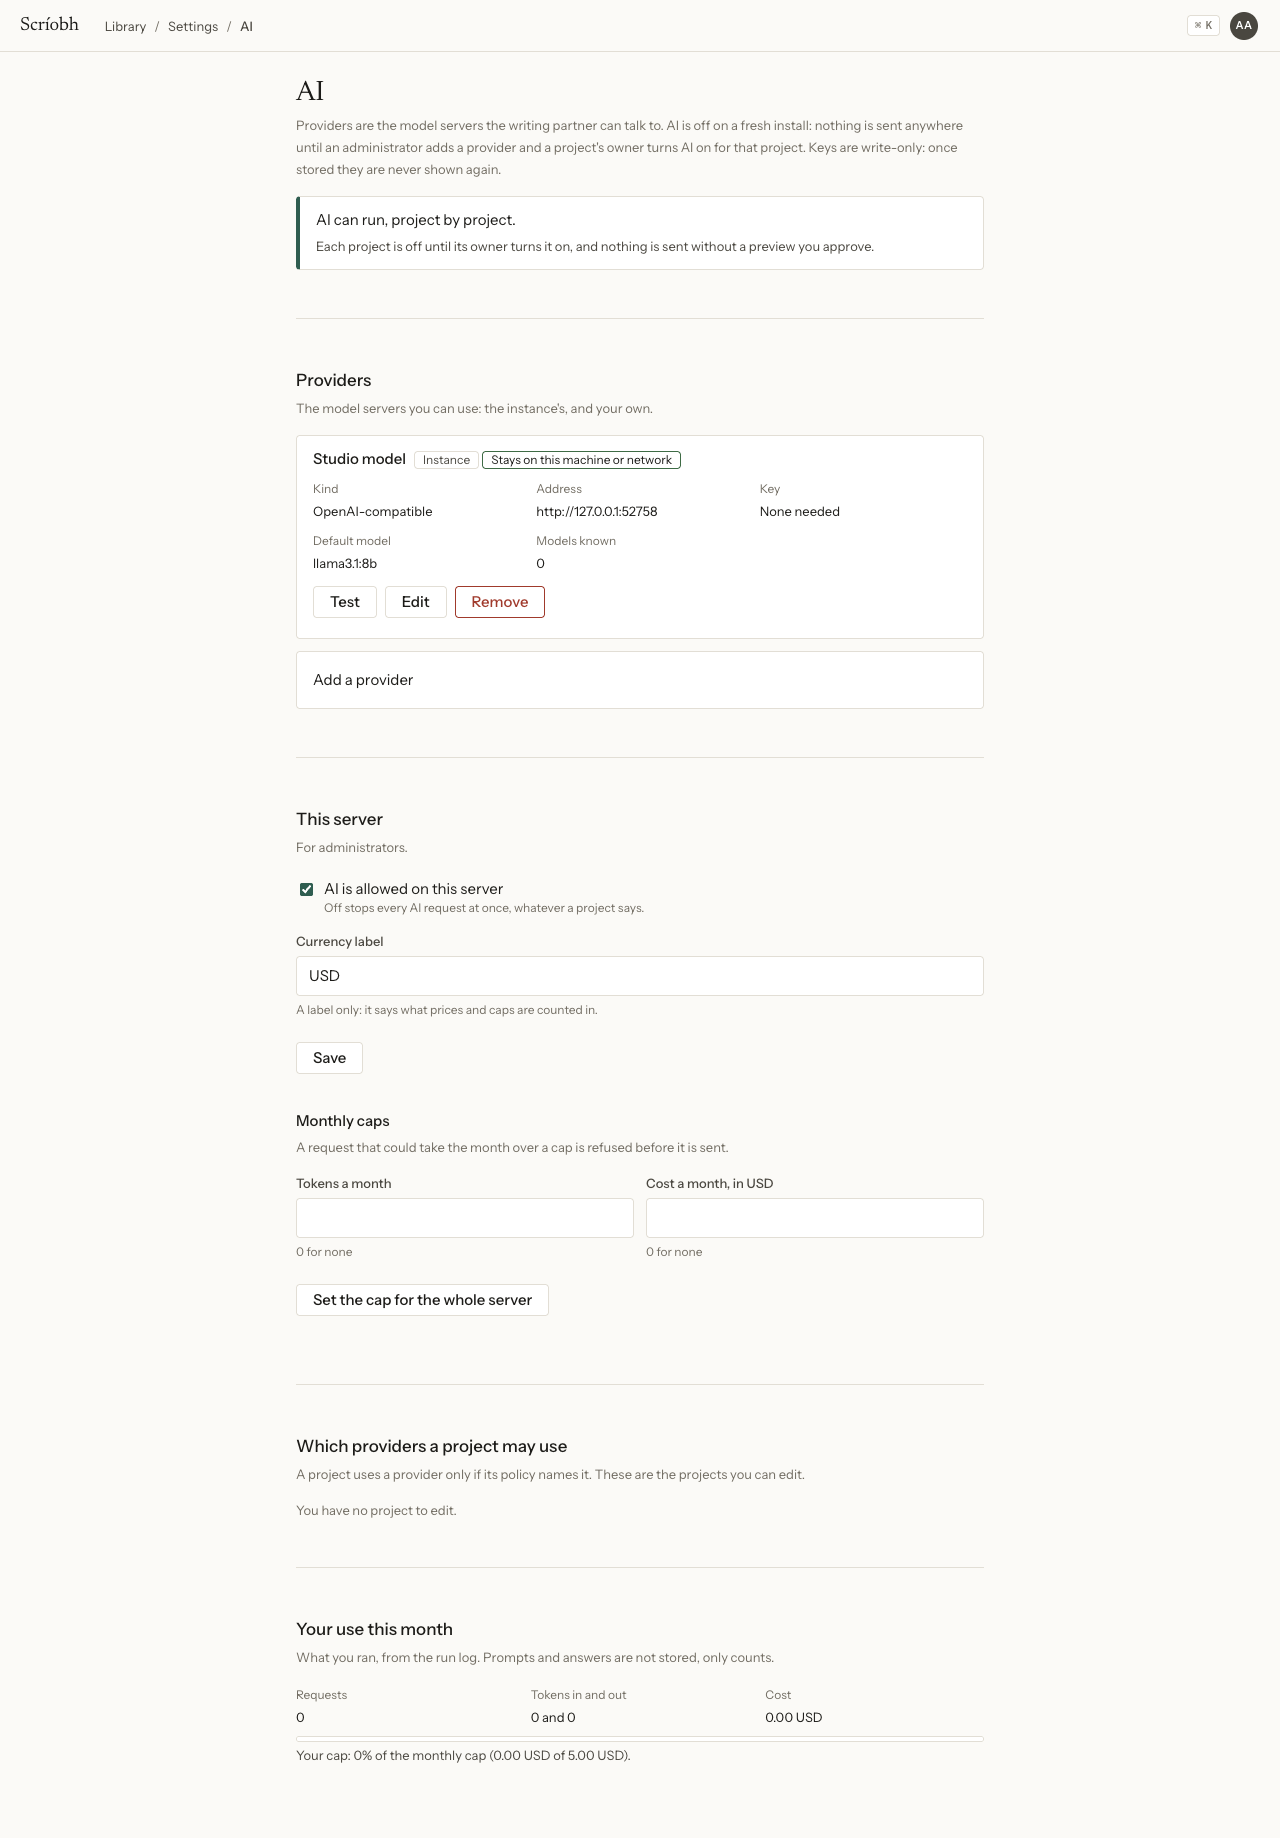 Scríobh
Library / Settings / AI
⌘ K
AA
AI
Providers are the model servers the writing partner can talk to. AI is off on a fresh install: nothing is sent anywhere
until an administrator adds a provider and a project's owner turns AI on for that project. Keys are write-only: once
stored they are never shown again.
AI can run, project by project.
Each project is off until its owner turns it on, and nothing is sent without a preview you approve.
Providers
The model servers you can use: the instance's, and your own.
Studio model Instance Stays on this machine or network
Kind Address Key
OpenAI-compatible http://127.0.0.1:52758 None needed
Default model Models known
llama3.1:8b 0
Test Edit Remove
Add a provider
This server
For administrators.
AI is allowed on this server
Off stops every AI request at once, whatever a project says.
Currency label
USD
A label only: it says what prices and caps are counted in.
Save
Monthly caps
A request that could take the month over a cap is refused before it is sent.
Tokens a month Cost a month, in USD
0 for none 0 for none
Set the cap for the whole server
Which providers a project may use
A project uses a provider only if its policy names it. These are the projects you can edit.
You have no project to edit.
Your use this month
What you ran, from the run log. Prompts and answers are not stored, only counts.
Requests Tokens in and out Cost
0 0 and 0 0.00 USD
Your cap: 0% of the monthly cap (0.00 USD of 5.00 USD).